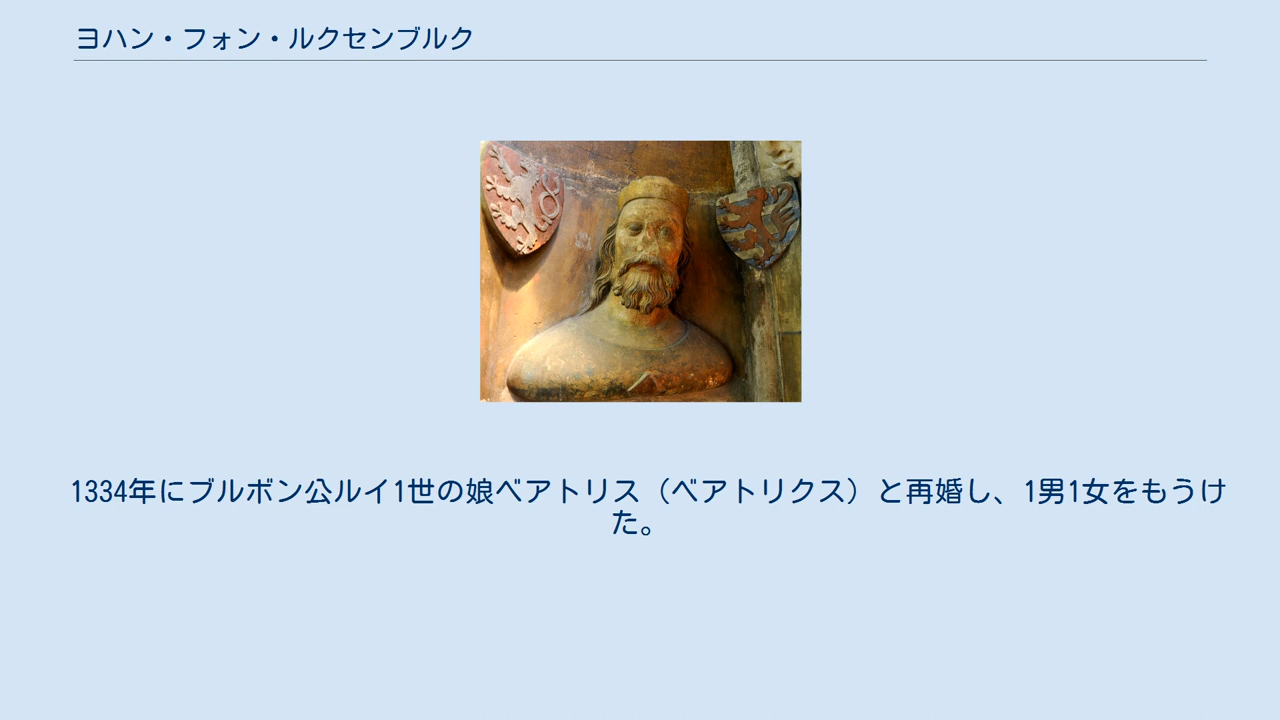 ヨハン・フォン・ルクセンブルク
1334年にブルボン公ルイ1世の娘ベアトリス（ベアトリクス）と再婚し、1男1女をもうけ
た。